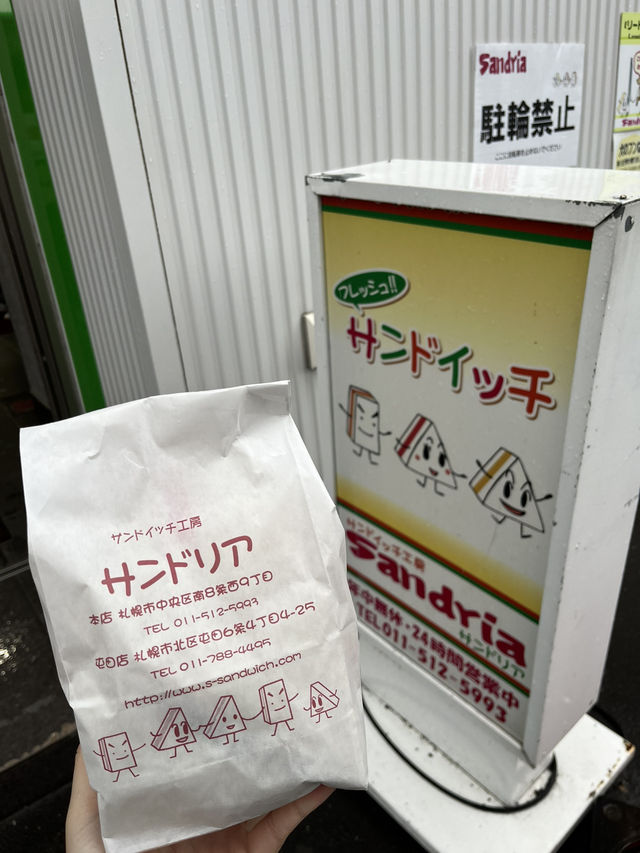 Sandria
駐輪禁止
フレッシュ!!
サンドイッチ
サンドイッチ工房
Sandria
サンドリア
年中無休・24時間営業中
TEL011-512-5993
サンドイッチ工房
サンドリア
本店 札幌市中央区南8条西9丁目
TEL 011-512-5993
屯田店 札幌市北区屯田6条4丁目4-25
TEL 011-788-4495
http://www.s-sandwich.com